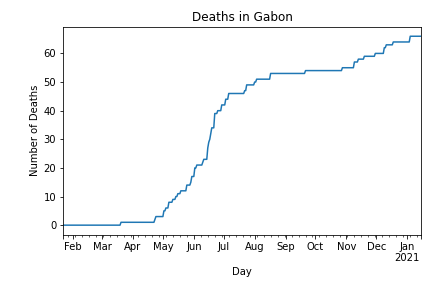 Deaths in Gabon
Number of Deaths
60
50
40
30
20
10
0
Feb Mar Apr May Jun Jul Aug Sep Oct Nov Dec Jan
2021
Day